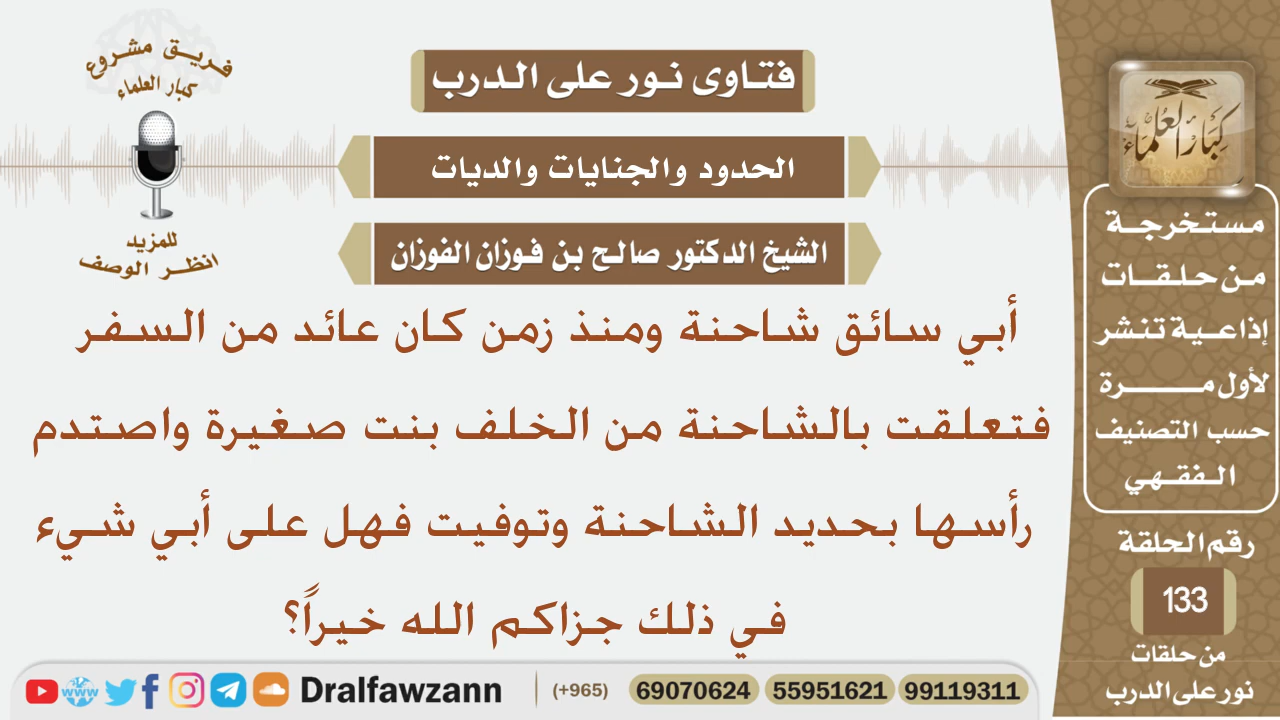 فريق مشروع
كبار العلماء
للمزيد
انظر الوصف
فتاوى نور على الدرب
الحدود والجنايات والديات
الشيخ الدكتور صالح بن فوزان الفوزان
أبي سائق شاحنة ومنذ زمن كان عائد من السفر
فتعلقت بالشاحنة من الخلف بنت صغيرة واصتدم
رأسها بحديد الشاحنة وتوفيت فهل على أبي شيء
في ذلك جزاكم الله خيراً؟
كبار العلماء
مستخرجة
من حلقات
إذاعية تنشر
لأول مرة
حسب التصنيف
الفقهي
رقم الحلقة
133
من حلقات
نور على الدرب
www
Dralfawzann
(+965)
69070624
55951621
99119311